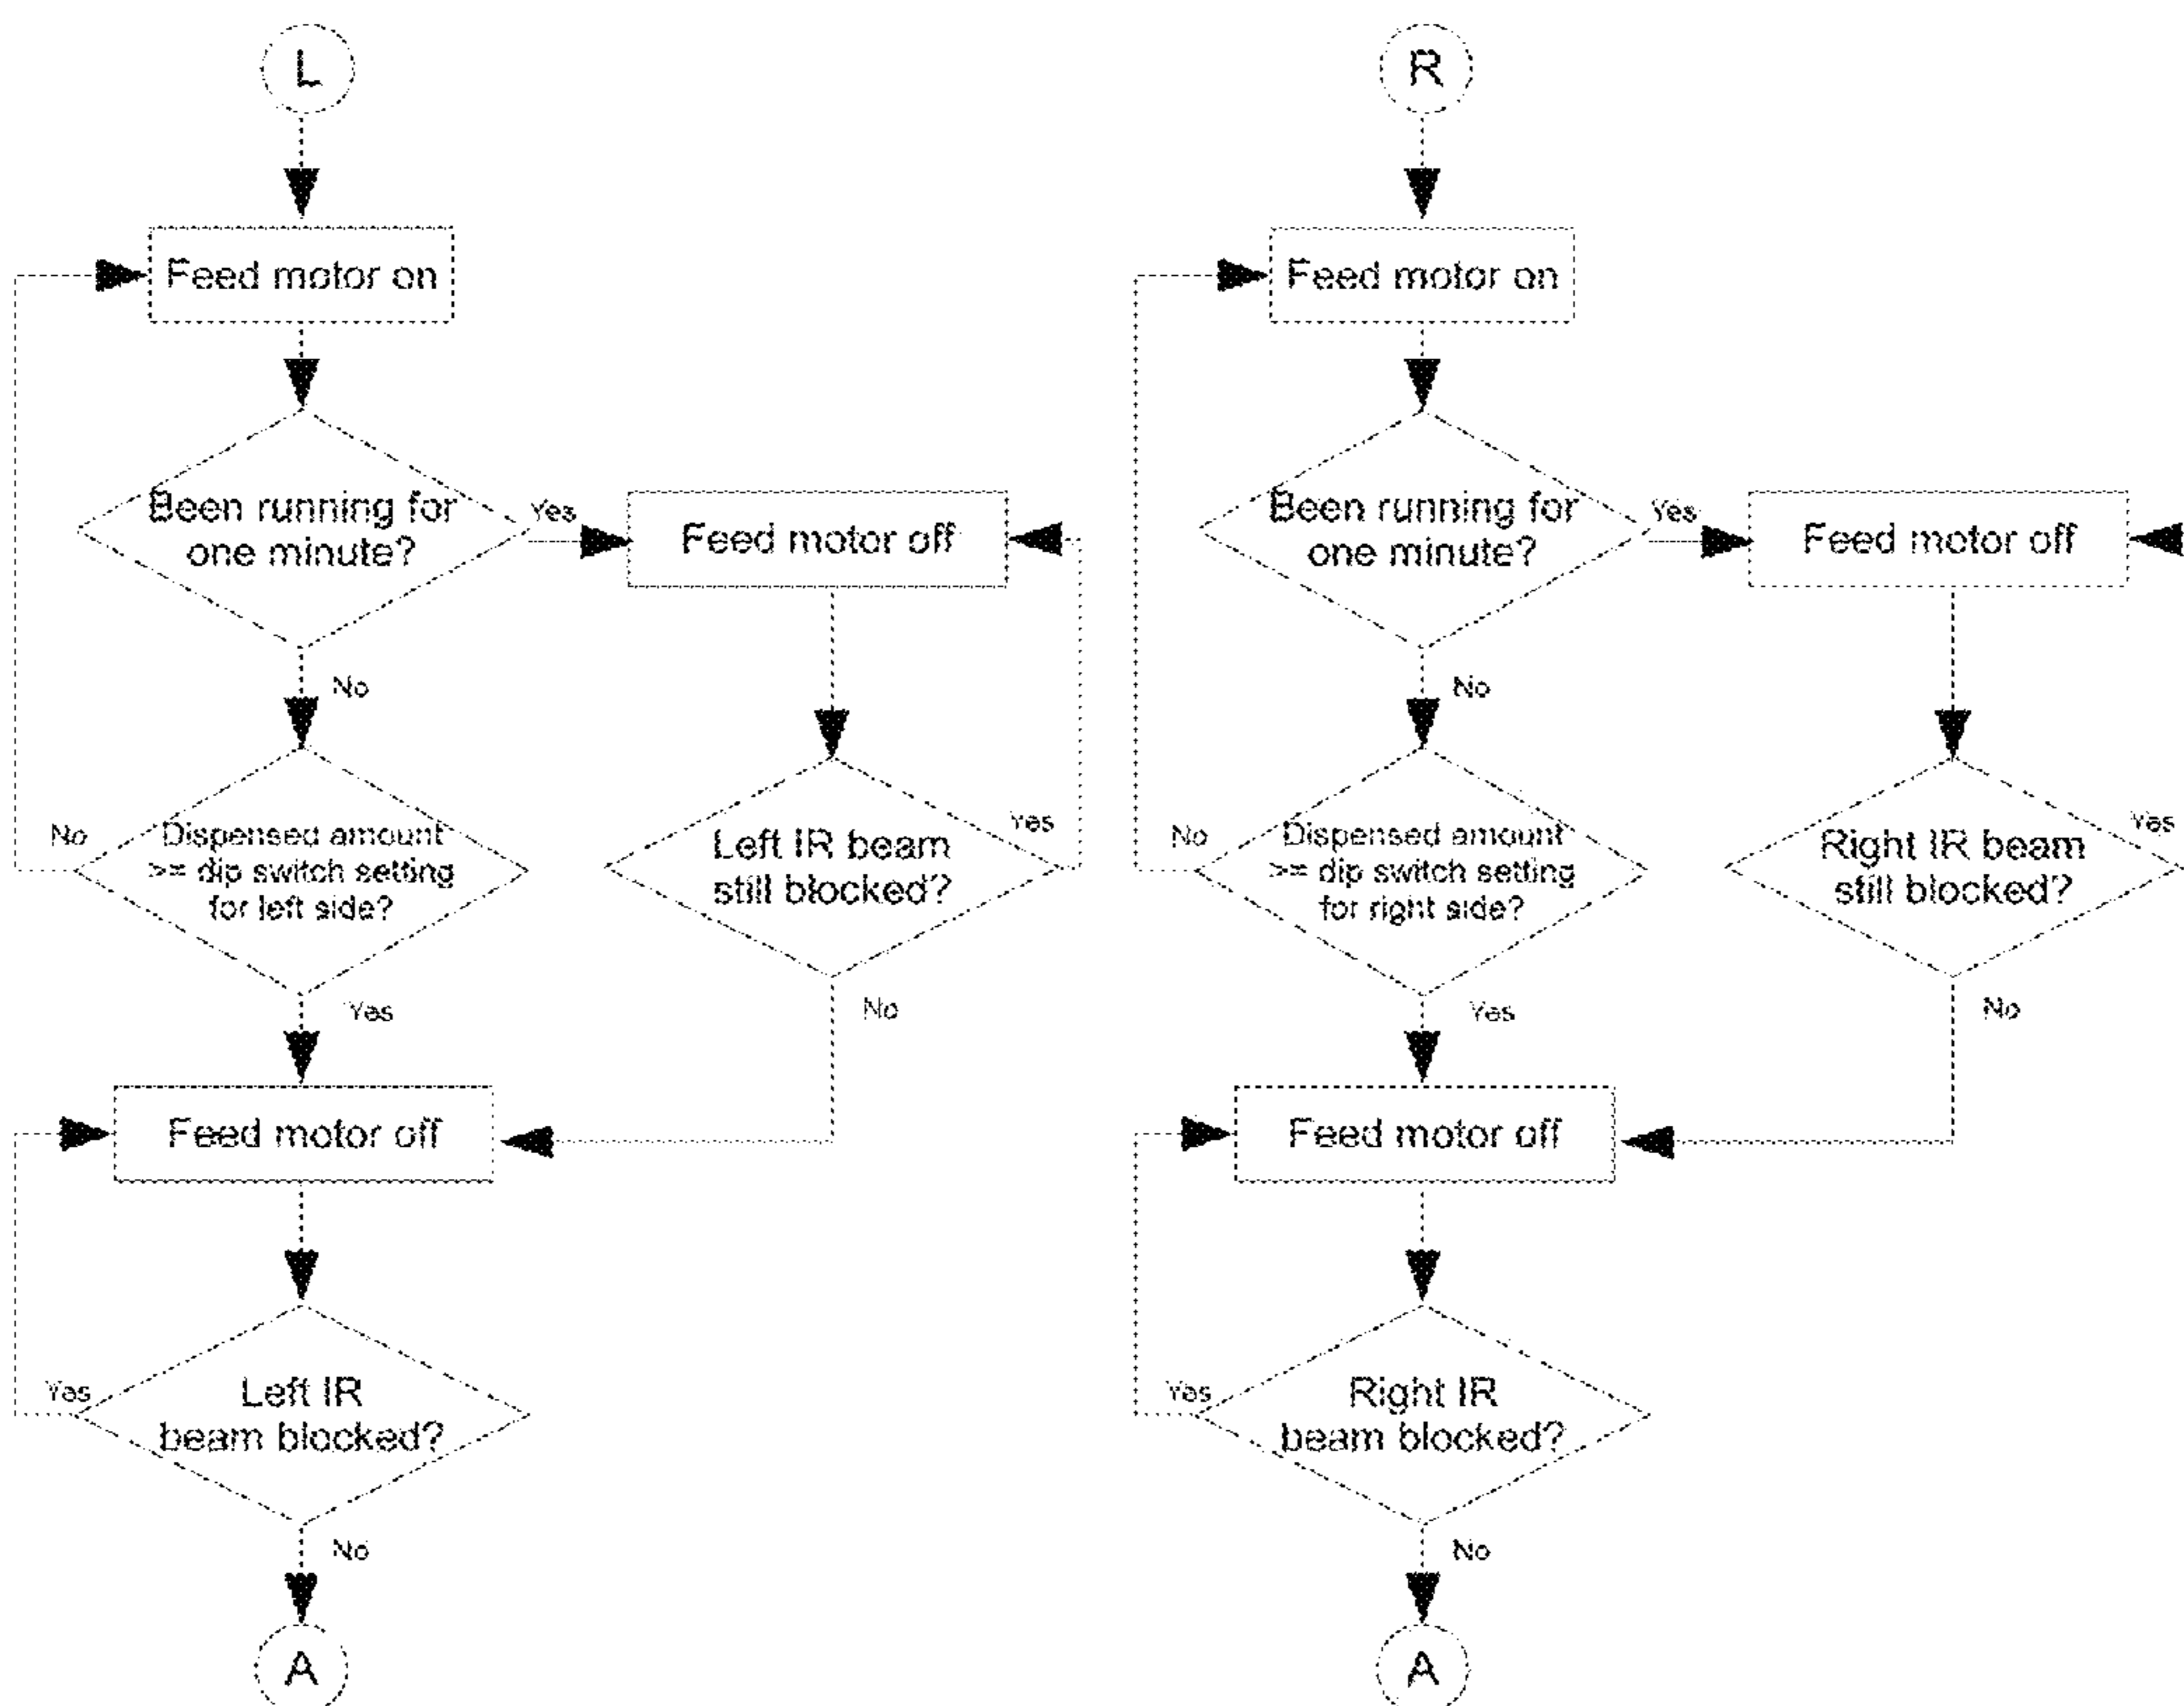 L
Feed motor on
Been running for
one minute?
Yes
Feed motor off
No
No
Dispensed amount
>= dip switch setting
for left side?
Left IR beam
still blocked?
Yes
Yes
No
Feed motor off
Yes
Left IR
beam blocked?
No
A
R
Feed motor on
Been running for
one minute?
Yes
Feed motor off
No
No
Dispensed amount
>= dip switch setting
for right side?
Right IR beam
still blocked?
Yes
Yes
No
Feed motor off
Yes
Right IR
beam blocked?
No
A